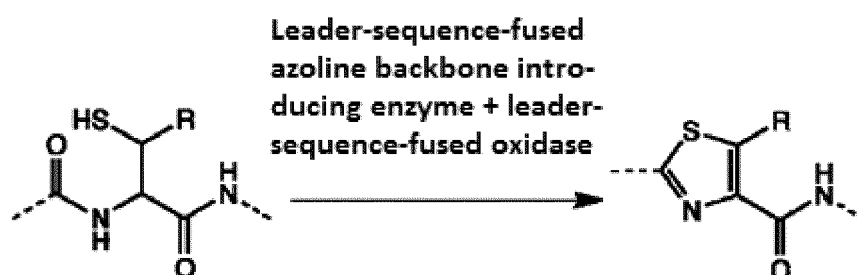 Leader-sequence-fused
azoline backbone intro-
ducing enzyme + leader-
sequence-fused oxidase
HS R
O
H
N
N
H
O
S R
N
H
N
O